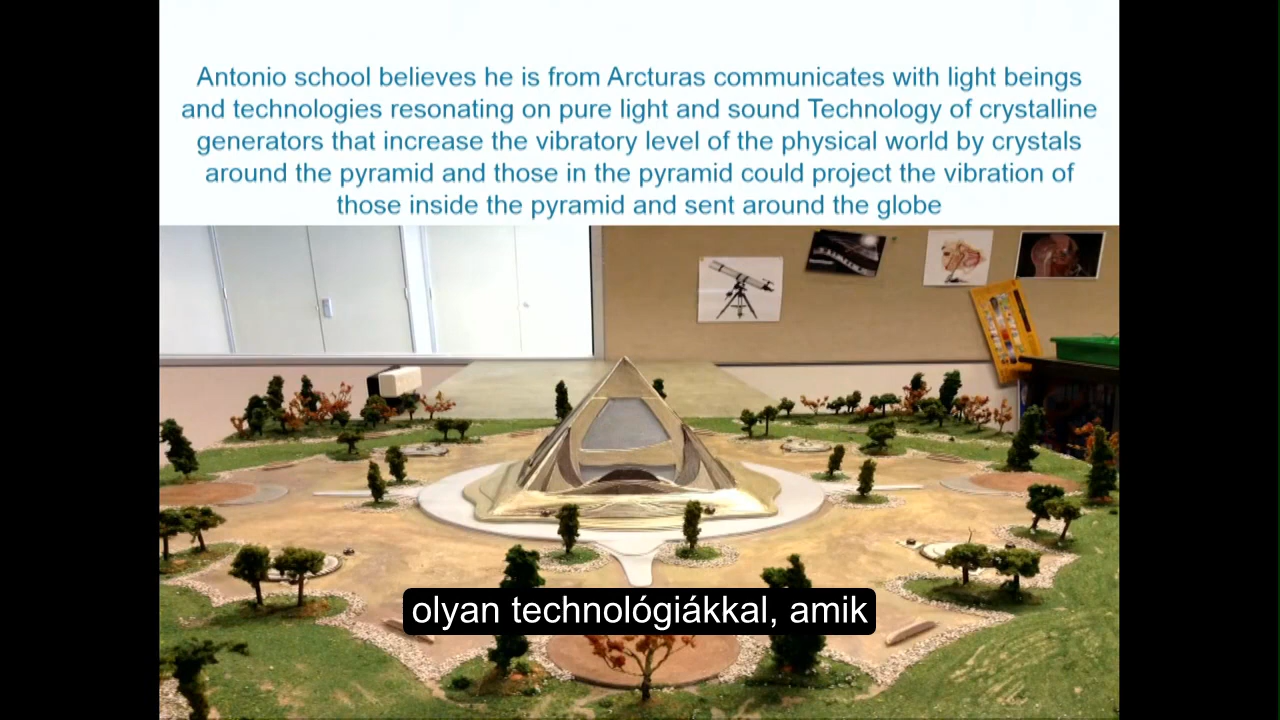 Antonio school believes he is from Arcturas communicates with light beings
and technologies resonating on pure light and sound Technology of crystalline
generators that increase the vibratory level of the physical world by crystals
around the pyramid and those in the pyramid could project the vibration of
those inside the pyramid and sent around the globe
olyan technológiákkal, amik